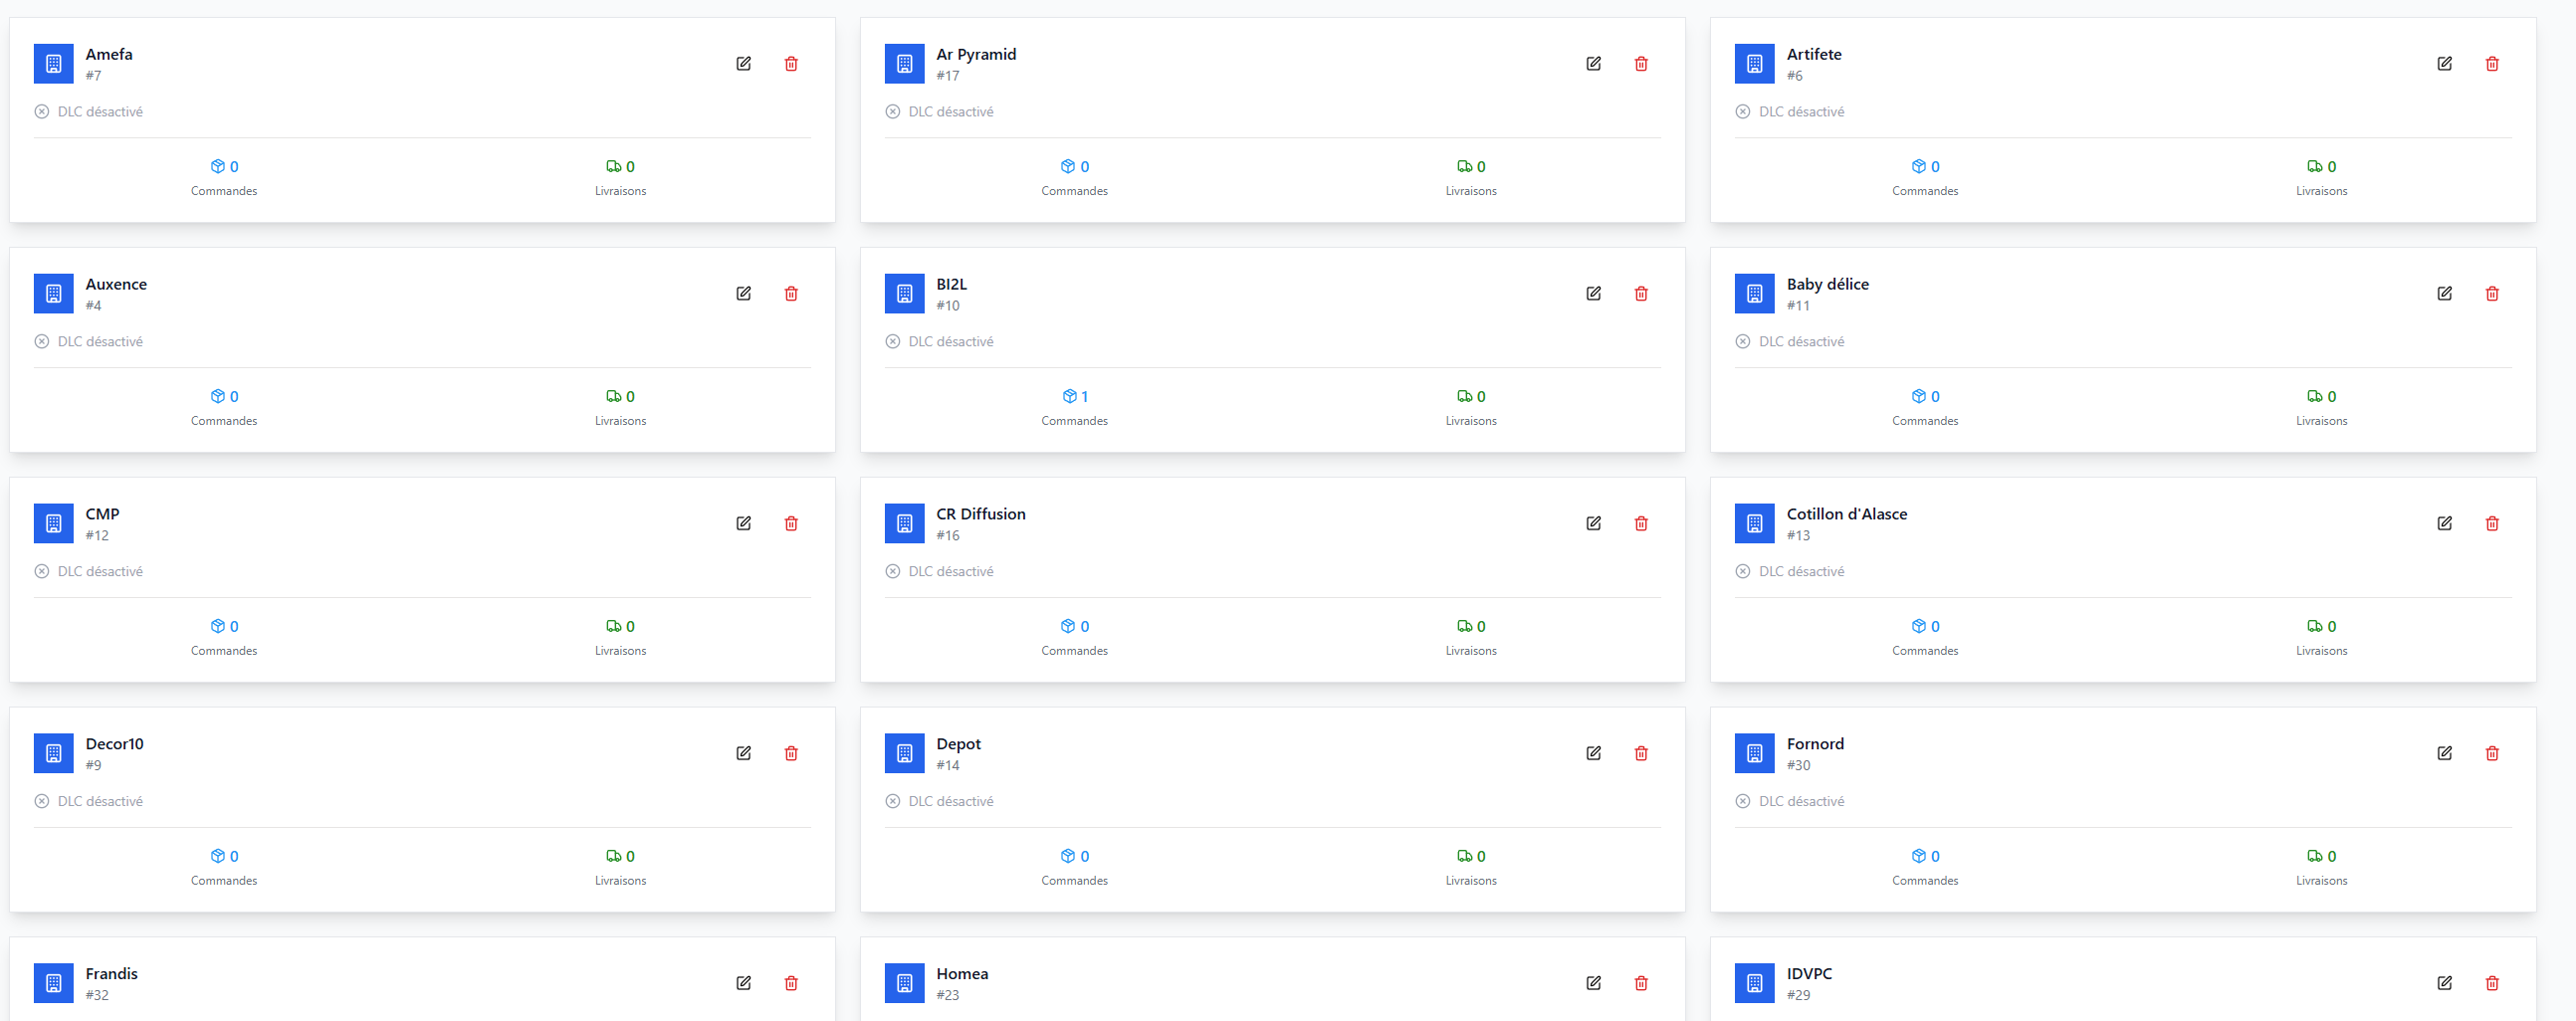 Amefa
#7
DLC désactivé
0
Commandes
0
Livraisons
Ar Pyramid
#17
DLC désactivé
0
Commandes
0
Livraisons
Artifete
#6
DLC désactivé
0
Commandes
0
Livraisons
Auxence
#4
DLC désactivé
0
Commandes
0
Livraisons
BI2L
#10
DLC désactivé
1
Commandes
0
Livraisons
Baby délice
#11
DLC désactivé
0
Commandes
0
Livraisons
CMP
#12
DLC désactivé
0
Commandes
0
Livraisons
CR Diffusion
#16
DLC désactivé
0
Commandes
0
Livraisons
Cotillon d'Alasce
#13
DLC désactivé
0
Commandes
0
Livraisons
Decor10
#9
DLC désactivé
0
Commandes
0
Livraisons
Depot
#14
DLC désactivé
0
Commandes
0
Livraisons
Fornord
#30
DLC désactivé
0
Commandes
0
Livraisons
Frandis
#32
Homea
#23
IDVPC
#29